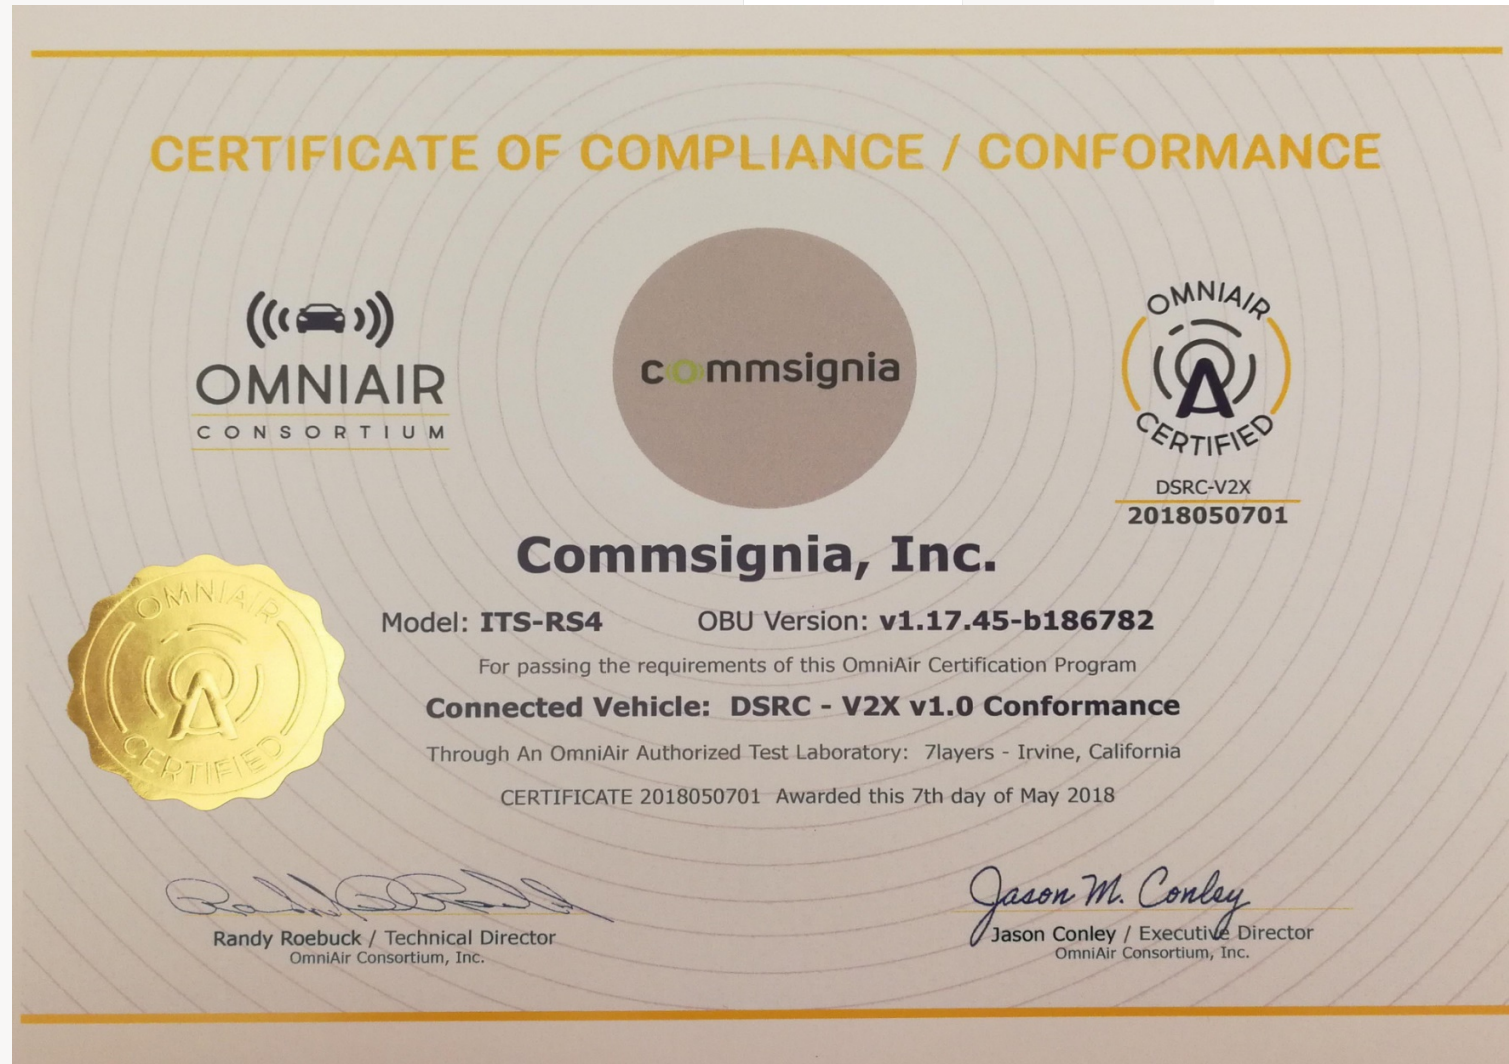 CERTIFICATE OF COMPLIANCE / CONFORMANCE
OMNIAIR
CONSORTIUM
commsignia
OMNIAIR
CERTIFIED
DSRC-V2X
2018050701
Commsignia, Inc.
Model: ITS-RS4 OBU Version: v1.17.45-b186782
For passing the requirements of this OmniAir Certification Program
Connected Vehicle: DSRC - V2X v1.0 Conformance
Through An OmniAir Authorized Test Laboratory: 7layers - Irvine, California
CERTIFICATE 2018050701 Awarded this 7th day of May 2018
OMNIAIR
CERTIFIED
Jason M. Conley
Randy Roebuck / Technical Director
OmniAir Consortium, Inc.
Jason Conley / Executive Director
OmniAir Consortium, Inc.